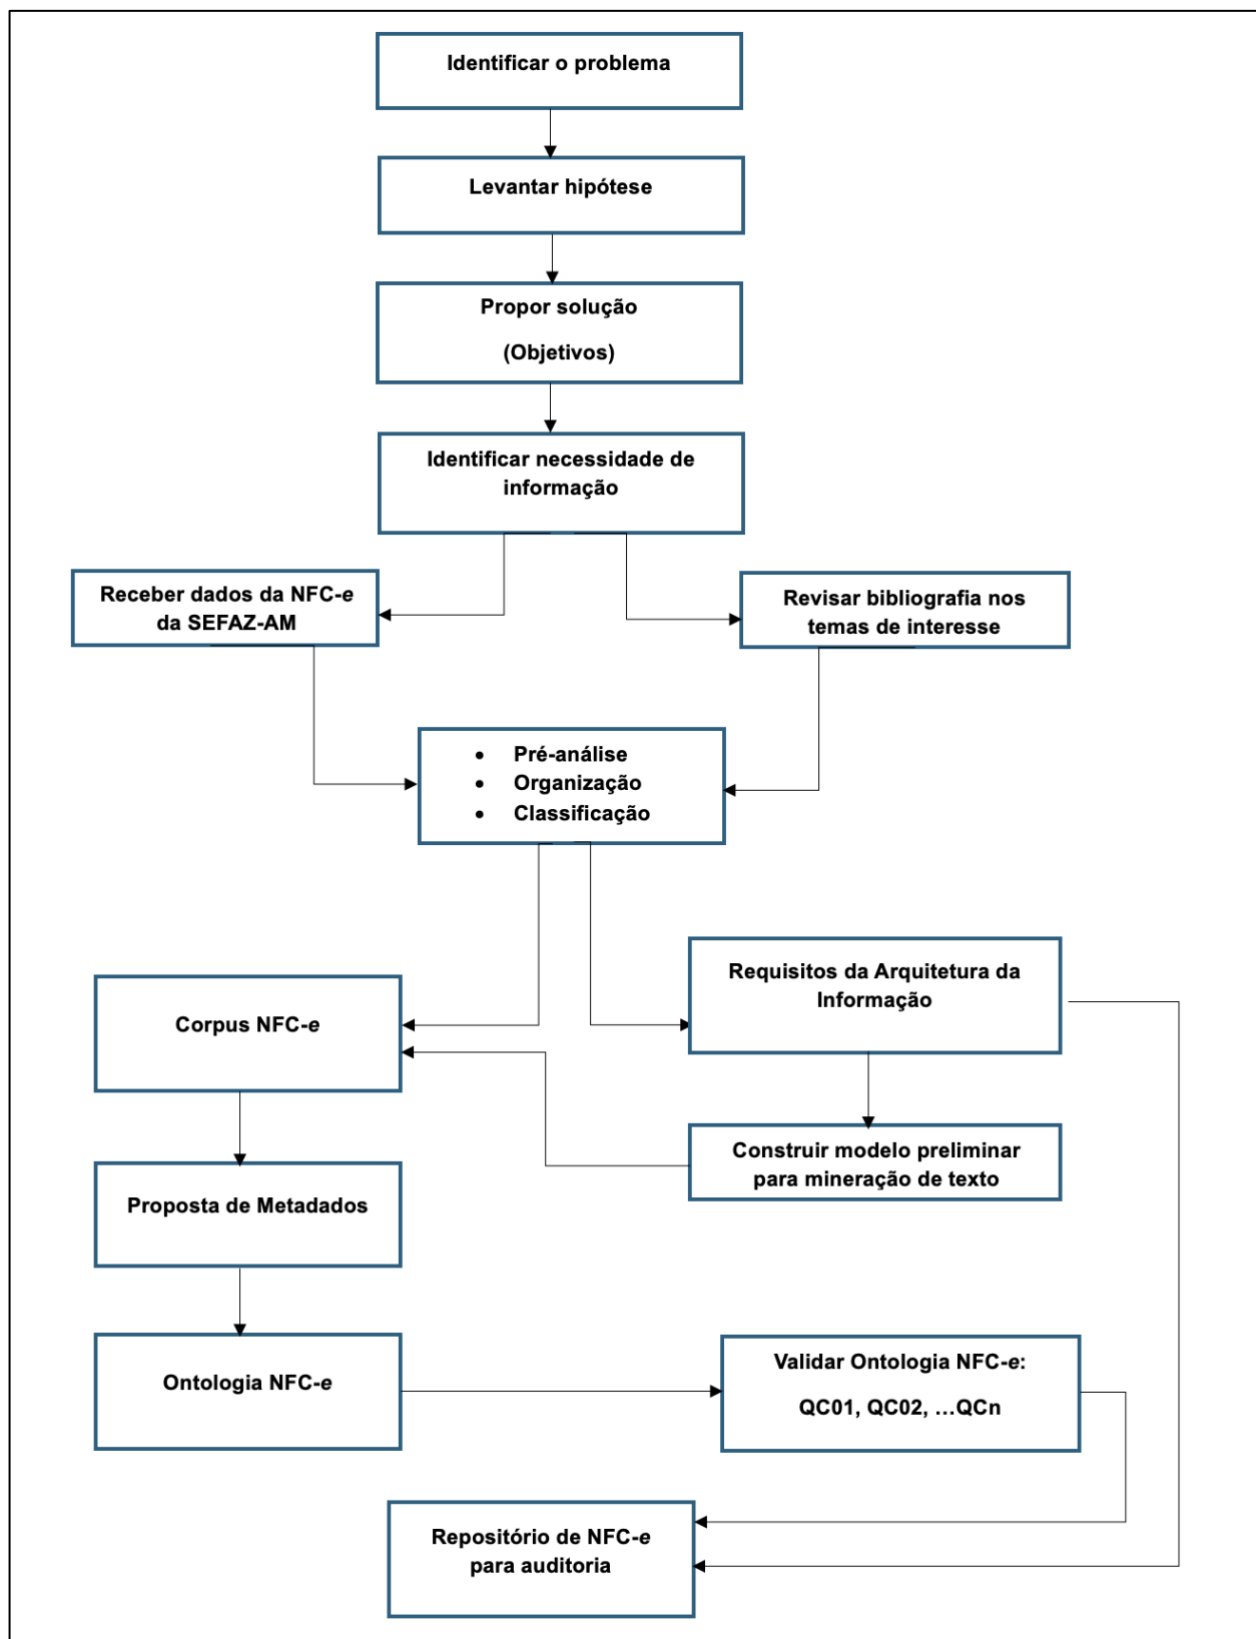 Identificar o problema
Levantar hipótese
Propor solução
(Objetivos)
Identificar necessidade de
informação
Receber dados da NFC-e
da SEFAZ-AM
Revisar bibliografia nos
temas de interesse
• Pré-análise
• Organização
• Classificação
Requisitos da Arquitetura da
Informação
Corpus NFC-e
Construir modelo preliminar
para mineração de texto
Proposta de Metadados
Ontologia NFC-e
Validar Ontologia NFC-e:
QC01, QC02, ...QCn
Repositório de NFC-e
para auditoria